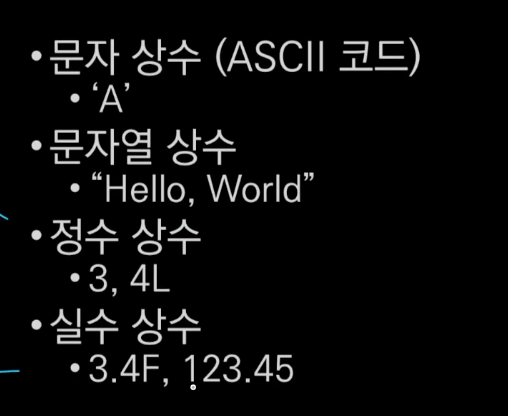 •문자 상수 (ASCII 코드)
•‘A’
•문자열 상수
•“Hello, World”
•정수 상수
•3, 4L
•실수 상수
•3.4F, 123.45